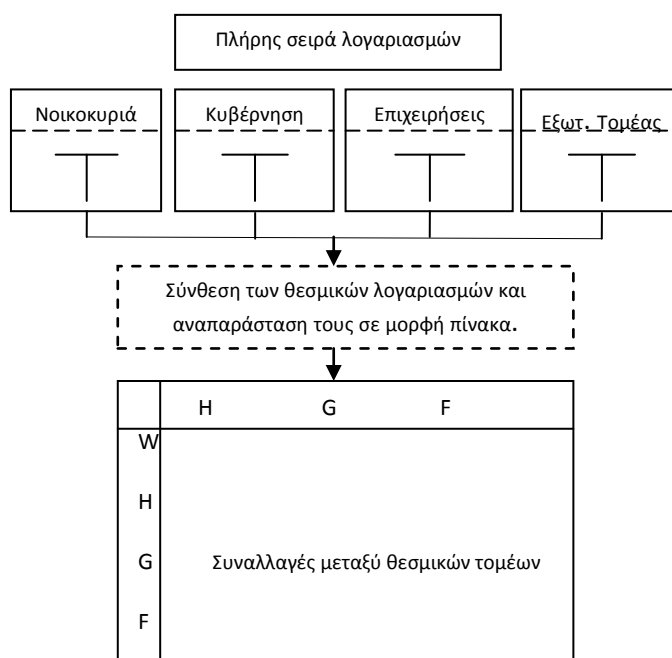 Πλήρης σειρά λογαριασμών
Νοικοκυριά
Κυβέρνηση
Επιχειρήσεις
Εξωτ. Τομέας
Σύνθεση των θεσμικών λογαριασμών και
αναπαράσταση τους σε μορφή πίνακα.
H G F
W
H
G
Συναλλαγές μεταξύ θεσμικών τομέων
F